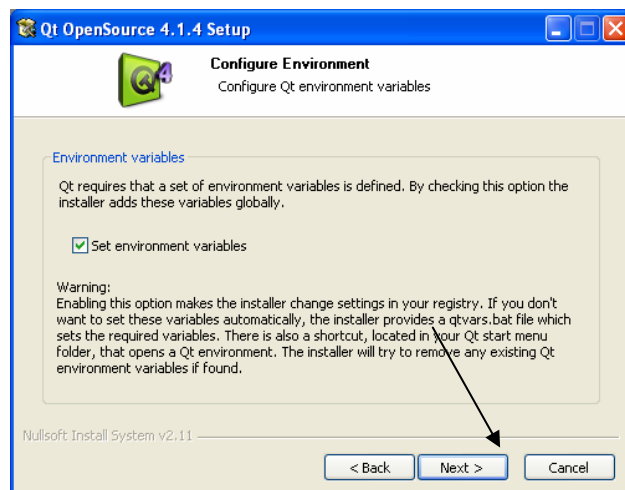 Qt OpenSource 4.1.4 Setup
Configure Environment
Configure Qt environment variables
Environment variables
Qt requires that a set of environment variables is defined. By checking this option the
installer adds these variables globally.
Set environment variables
Warning:
Enabling this option makes the installer change settings in your registry. If you don't
want to set these variables automatically, the installer provides a qtvars.bat file which
sets the required variables. There is also a shortcut, located in your Qt start menu
folder, that opens a Qt environment. The installer will try to remove any existing Qt
environment variables if found.
Nullsoft Install System v2.11
< Back
Next >
Cancel